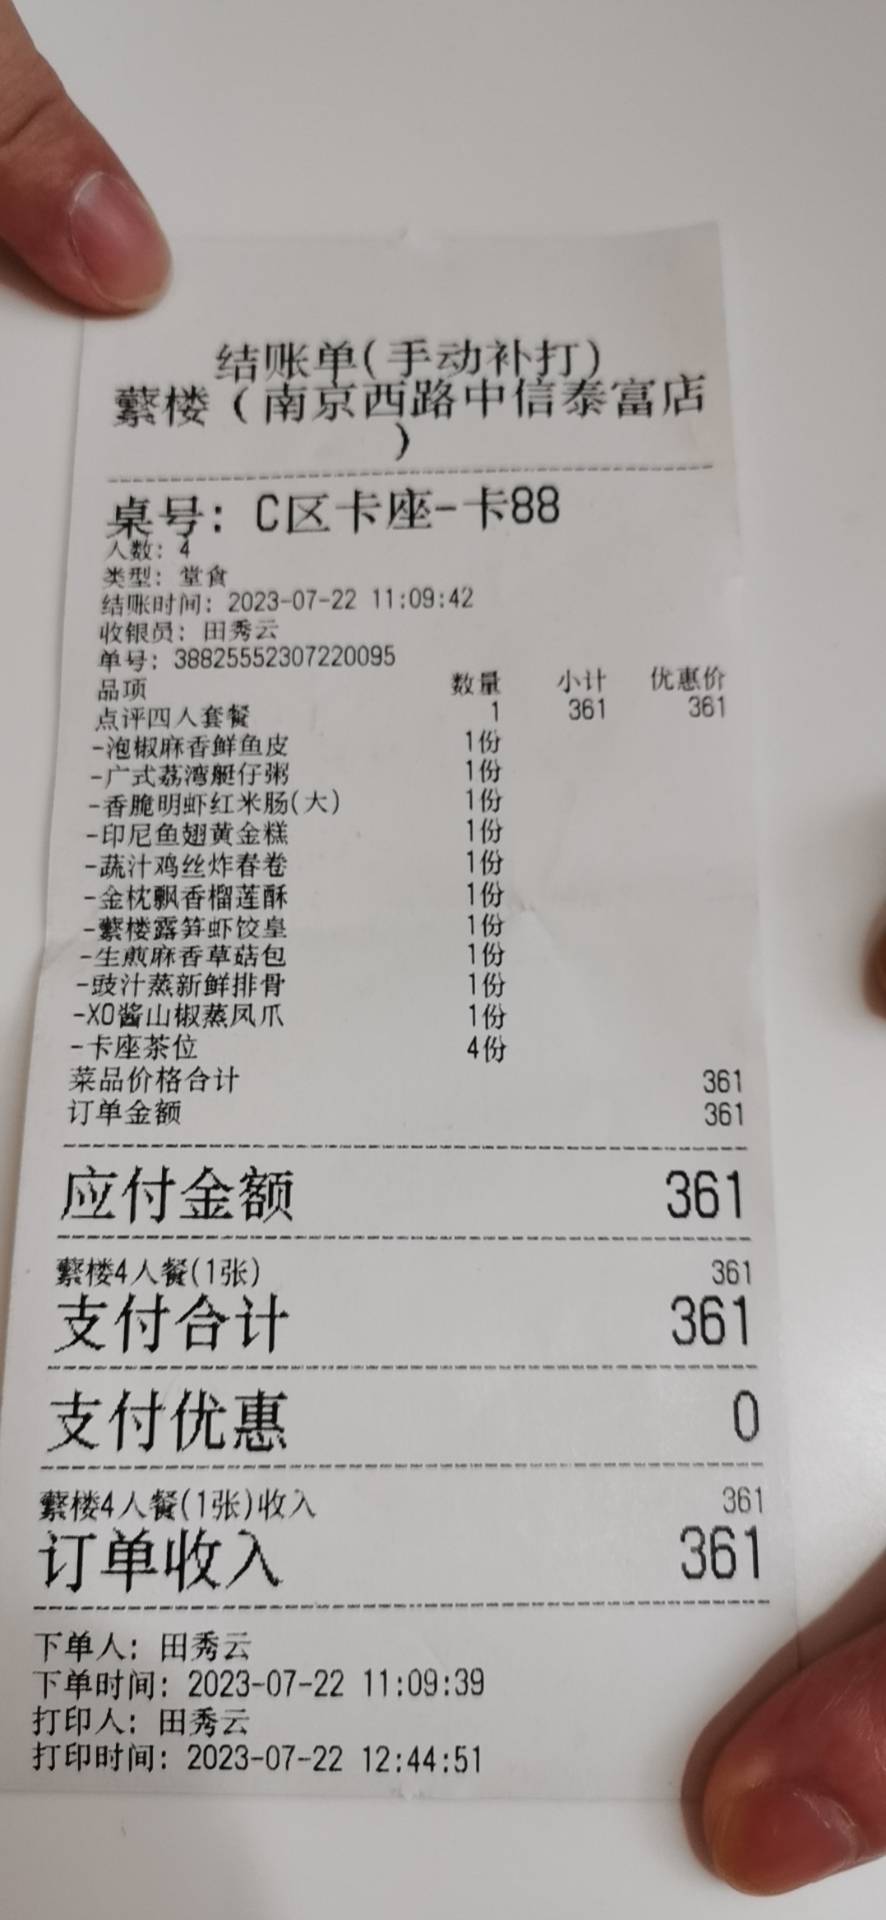 结账单(手动补打)
蘩楼(南京西路中信泰富店
)
桌号: C区卡座-卡88
人数: 4
类型: 堂食
结账时间: 2023-07-22 11:09:42
收银员: 田秀云
单号: 38825552307220095
品项 数量 小计 优惠价
点评四人套餐 1 361 361
-泡椒麻香鲜鱼皮 1份
-广式荔湾艇仔粥 1份
-香脆明虾红米肠(大) 1份
-印尼鱼翅黄金糕 1份
-蔬汁鸡丝炸春卷 1份
-金枕飘香榴莲酥 1份
-蘩楼露笋虾饺皇 1份
-生煎麻香草菇包 1份
-豉汁蒸新鲜排骨 1份
-XO酱山椒蒸凤爪 1份
-卡座茶位 4份
菜品价格合计 361
订单金额 361
应付金额 361
蘩楼4人餐(1张) 361
支付合计 361
支付优惠 0
蘩楼4人餐(1张)收入 361
订单收入 361
下单人: 田秀云
下单时间: 2023-07-22 11:09:39
打印人: 田秀云
打印时间: 2023-07-22 12:44:51